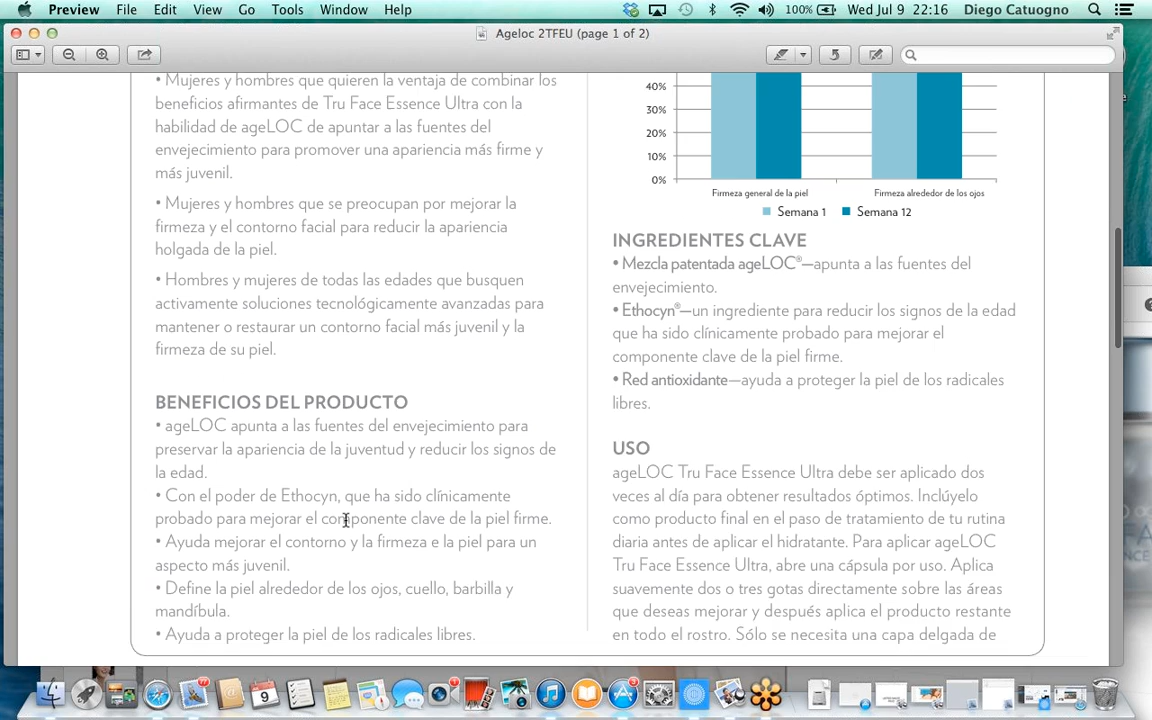 Preview File Edit View Go Tools Window Help 100% Wed Jul 9 22:16 Diego Catuogno
Ageloc 2TFEU (page 1 of 2)
• Mujeres y hombres que quieren la ventaja de combinar los
beneficios afirmantes de Tru Face Essence Ultra con la
habilidad de ageLOC de apuntar a las fuentes del
envejecimiento para promover una apariencia más firme y
más juvenil.
• Mujeres y hombres que se preocupan por mejorar la
firmeza y el contorno facial para reducir la apariencia
holgada de la piel.
• Hombres y mujeres de todas las edades que busquen
activamente soluciones tecnológicamente avanzadas para
mantener o restaurar un contorno facial más juvenil y la
firmeza de su piel.
BENEFICIOS DEL PRODUCTO
• ageLOC apunta a las fuentes del envejecimiento para
preservar la apariencia de la juventud y reducir los signos de
la edad.
• Con el poder de Ethocyn, que ha sido clínicamente
probado para mejorar el componente clave de la piel firme.
• Ayuda mejorar el contorno y la firmeza e la piel para un
aspecto más juvenil.
• Define la piel alrededor de los ojos, cuello, barbilla y
mandíbula.
• Ayuda a proteger la piel de los radicales libres.
40%
30%
20%
10%
0%
Firmeza general de la piel Firmeza alrededor de los ojos
Semana 1 Semana 12
INGREDIENTES CLAVE
• Mezcla patentada ageLOC®—apunta a las fuentes del
envejecimiento.
• Ethocyn®—un ingrediente para reducir los signos de la edad
que ha sido clínicamente probado para mejorar el
componente clave de la piel firme.
• Red antioxidante—ayuda a proteger la piel de los radicales
libres.
USO
ageLOC Tru Face Essence Ultra debe ser aplicado dos
veces al día para obtener resultados óptimos. Inclúyelo
como producto final en el paso de tratamiento de tu rutina
diaria antes de aplicar el hidratante. Para aplicar ageLOC
Tru Face Essence Ultra, abre una cápsula por uso. Aplica
suavemente dos o tres gotas directamente sobre las áreas
que deseas mejorar y después aplica el producto restante
en todo el rostro. Sólo se necesita una capa delgada de